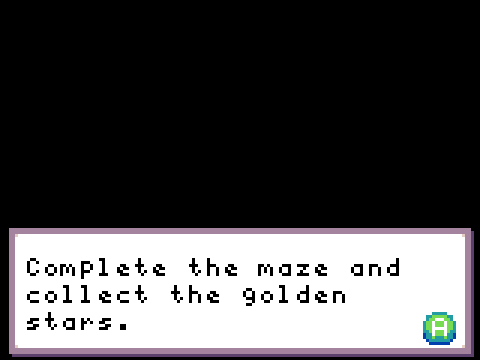 Complete the maze and
collect the golden
stars.
A